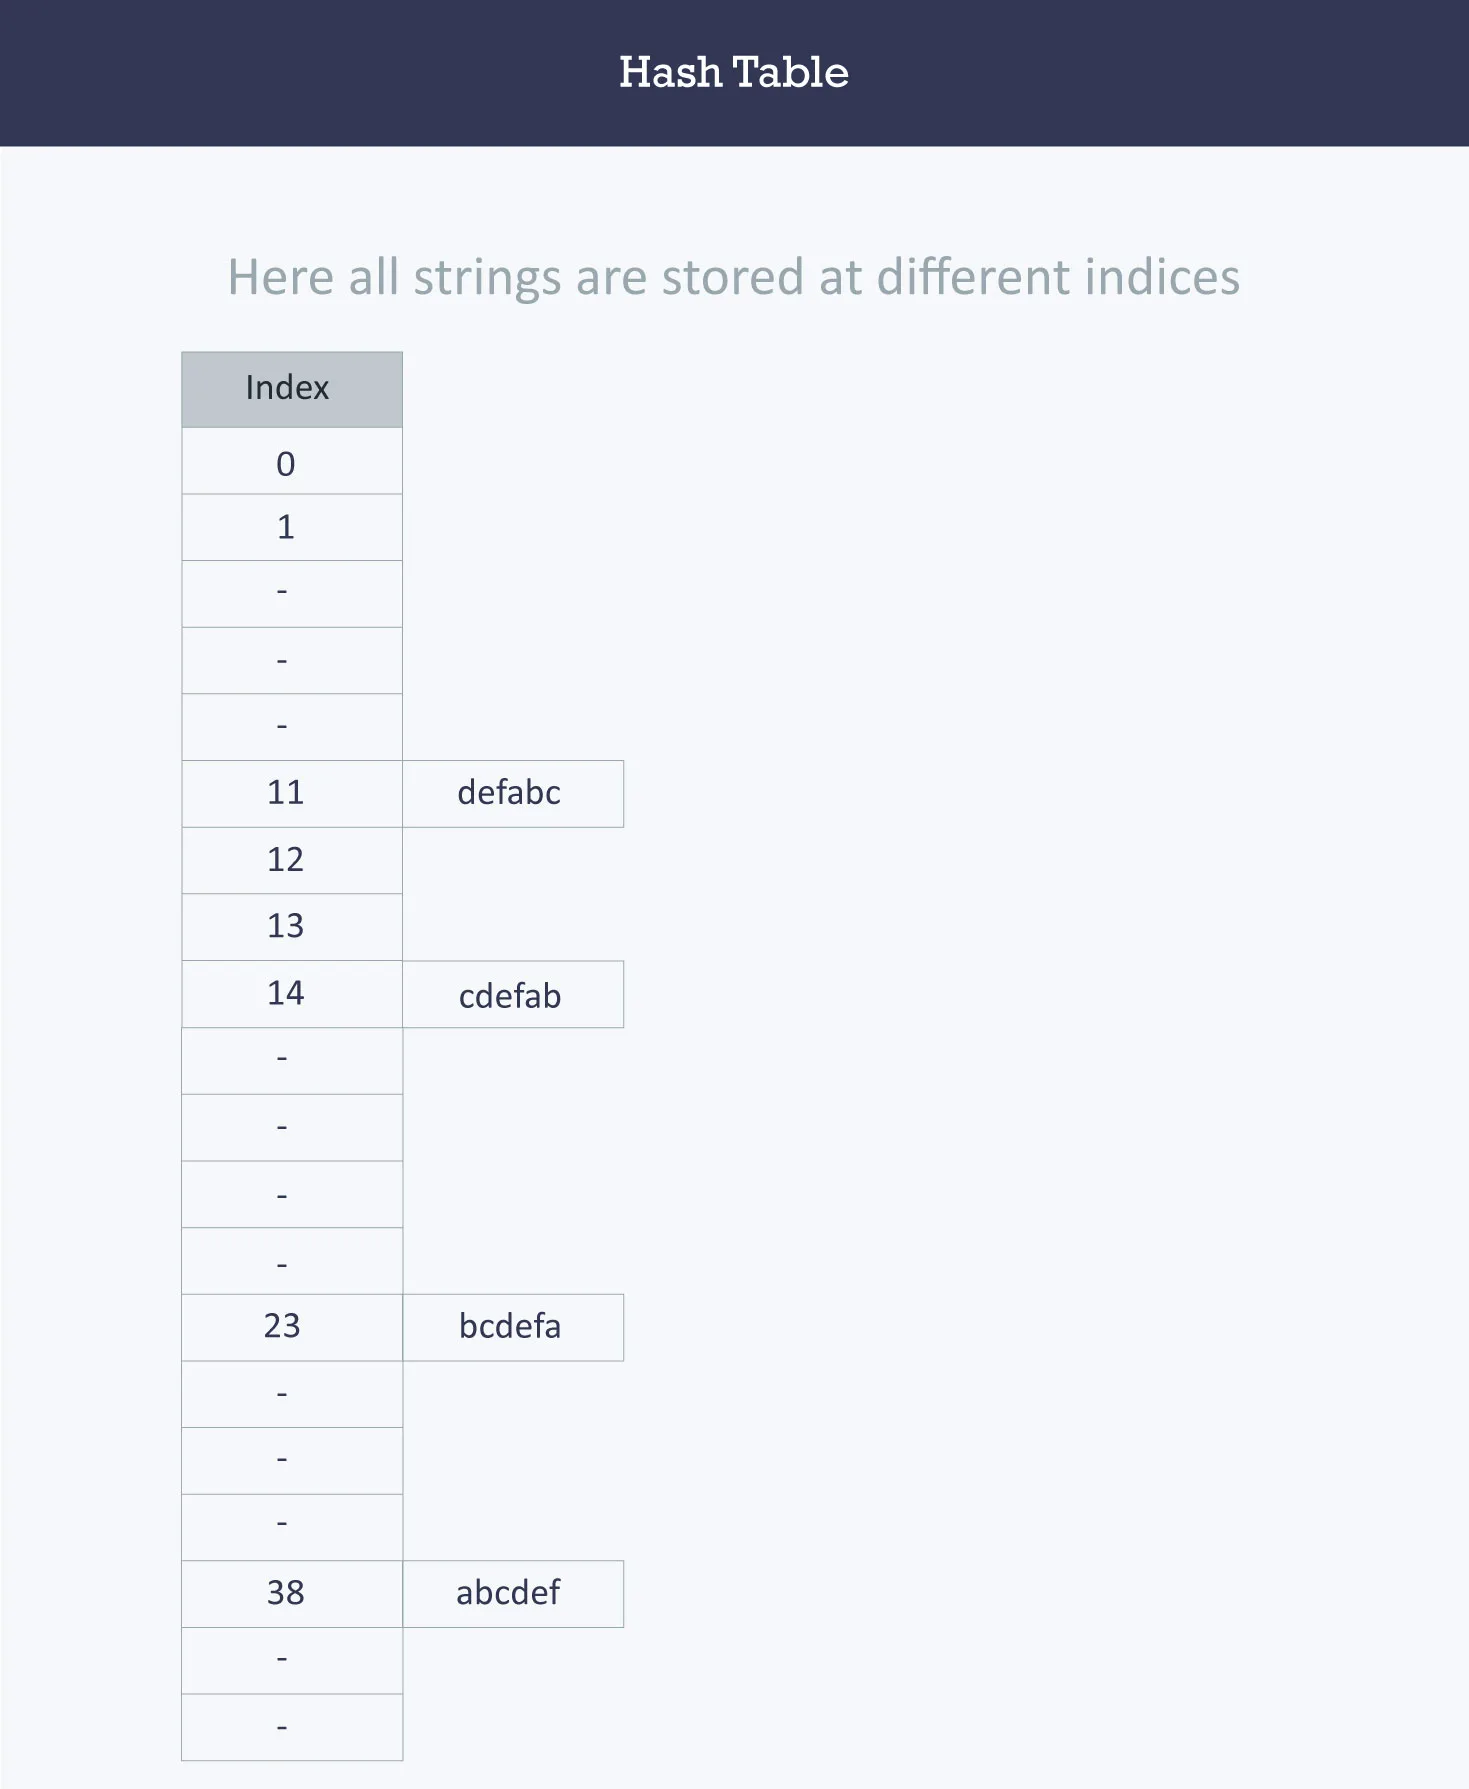 Hash Table
Here all strings are stored at different indices
Index
0
1
-
-
-
11 defabc
12
13
14 cdefab
-
-
-
-
23 bcdefa
-
-
-
38 abcdef
-
-